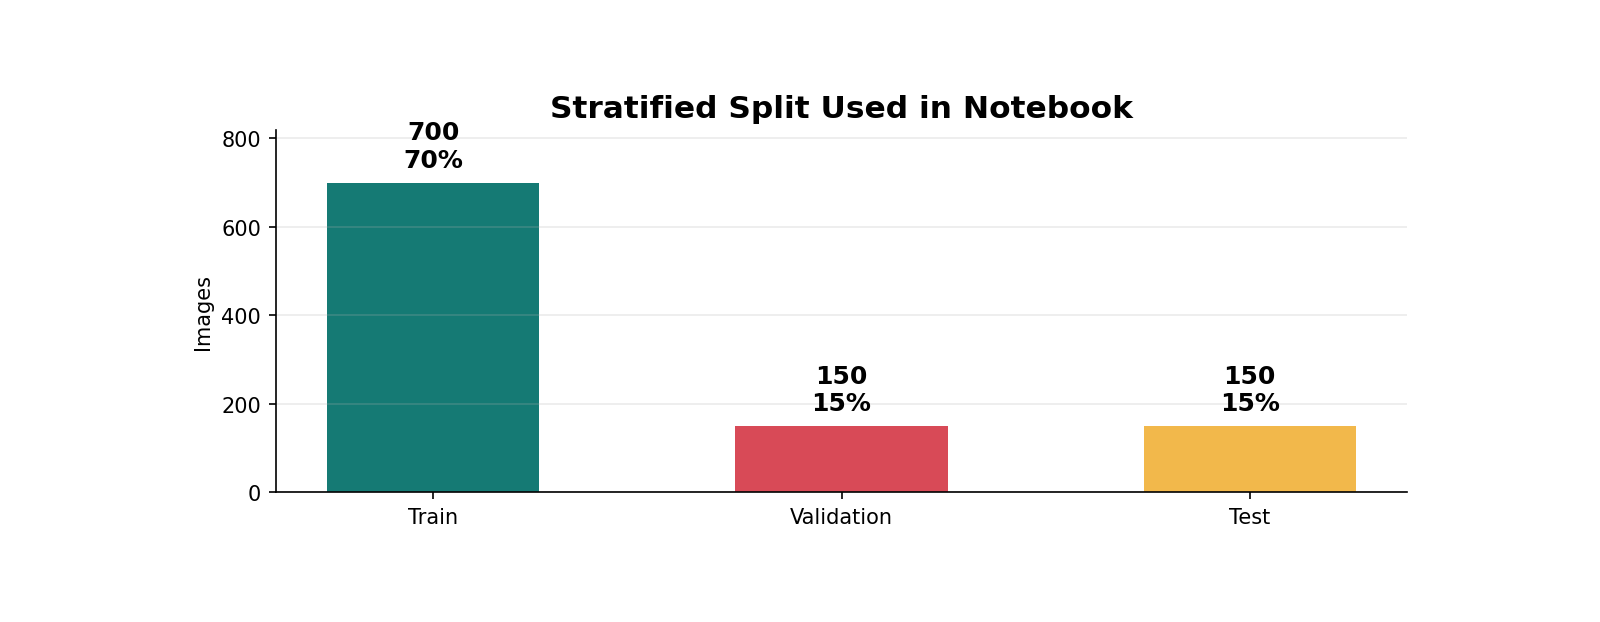 Stratified Split Used in Notebook
700
70%
800
600
400
200
0
Images
150
15%
150
15%
Train
Validation
Test